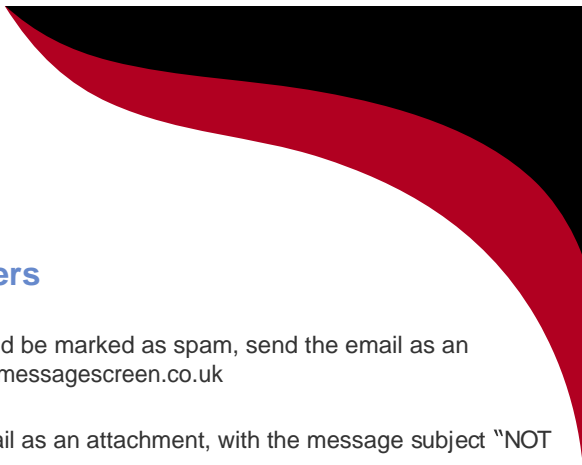 ers
d be marked as spam, send the email as an
messagescreen.co.uk
ail as an attachment, with the message subject “NOT